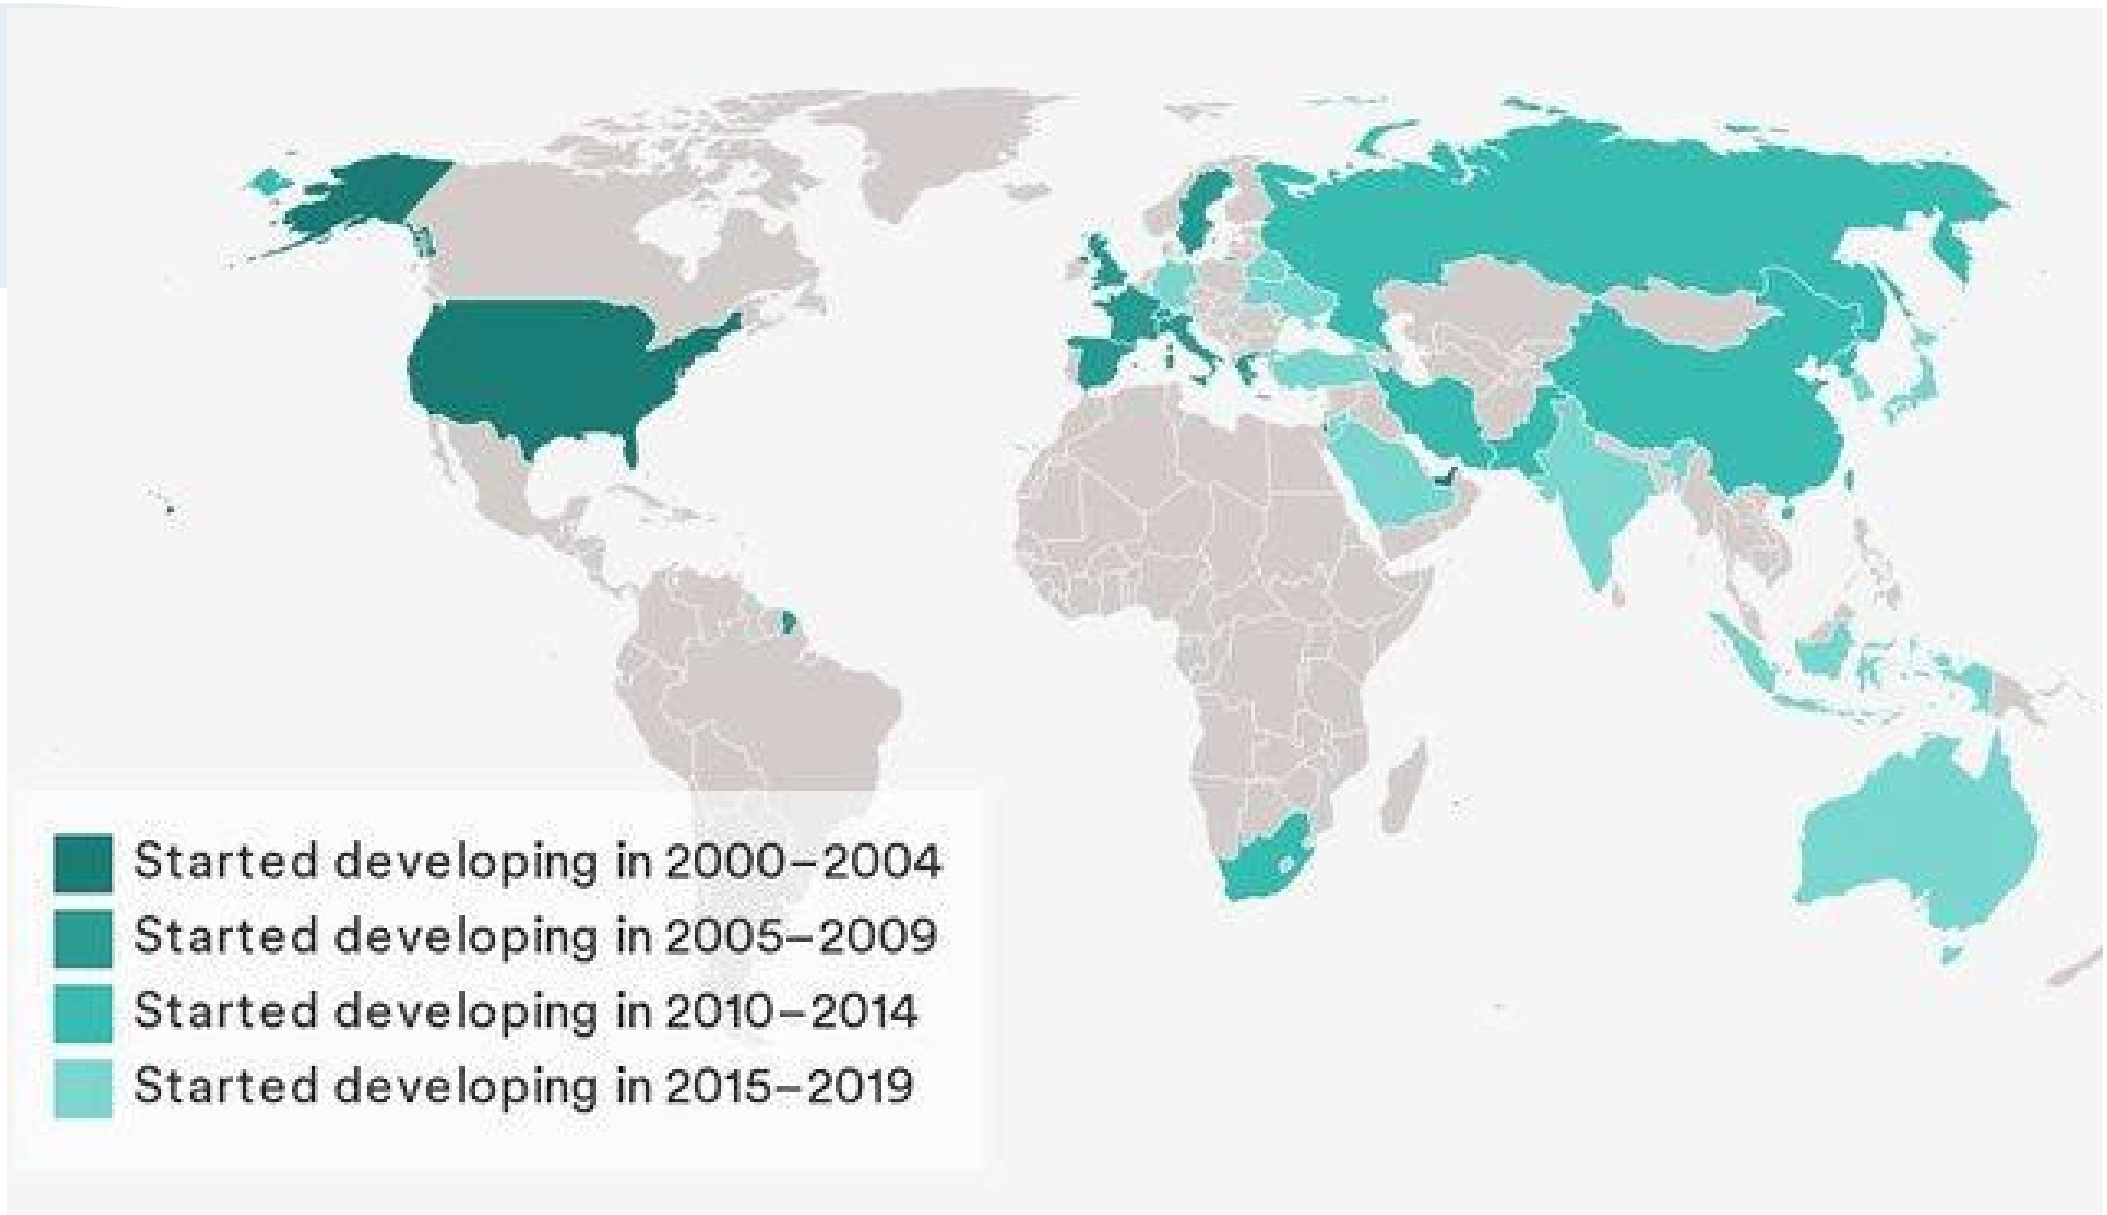 Started developing in 2000–2004
Started developing in 2005–2009
Started developing in 2010–2014
Started developing in 2015–2019